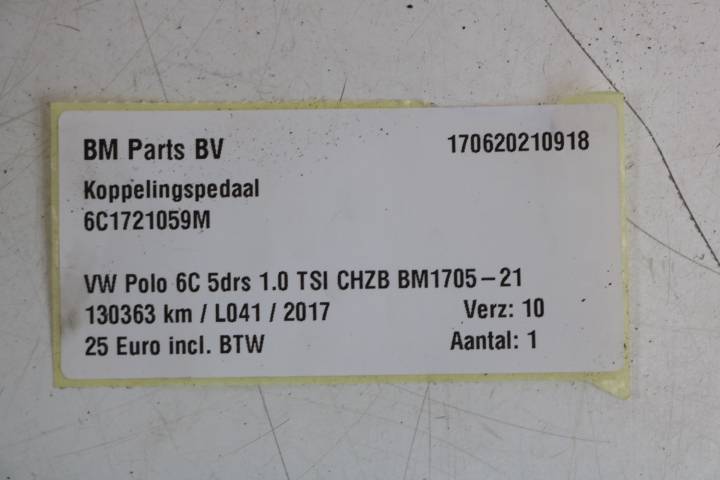 BM Parts BV 170620210918
Koppelingspedaal
6C1721059M
VW Polo 6C 5drs 1.0 TSI CHZB BM1705-21
130363 km / L041 / 2017 Verz: 10
25 Euro incl. BTW Aantal: 1